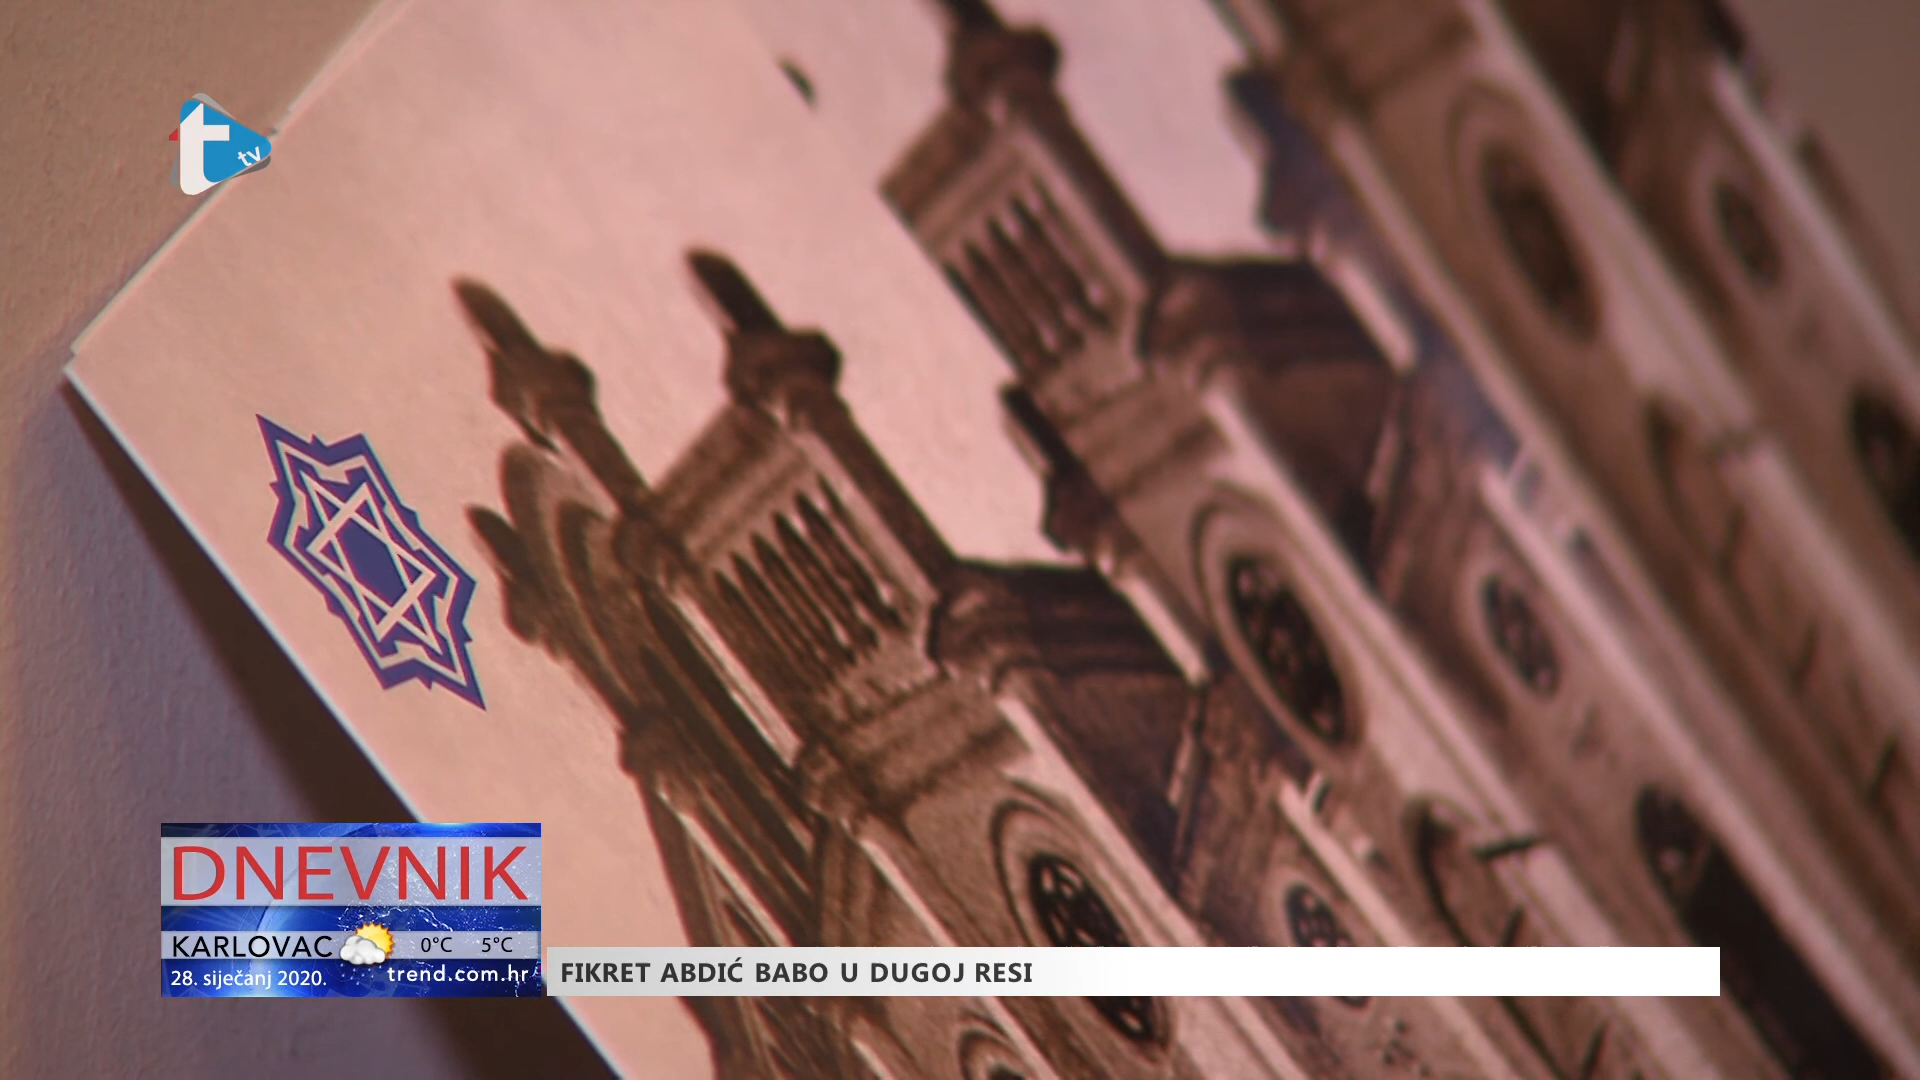 t tv
DNEVNIK
KARLOVAC 0°C 5°C
28. siječanj 2020. trend.com.hr
FIKRET ABDIĆ BABO U DUGOJ RESI